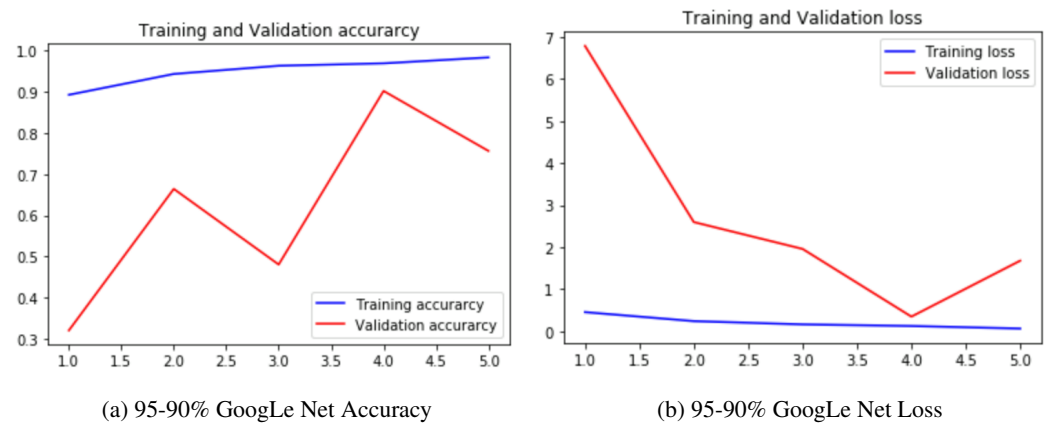 Training and Validation accurarcy
1.0
0.9
0.8
0.7
0.6
0.5
0.4
0.3
Training accurarcy
Validation accurarcy
1.0 1.5 2.0 2.5 3.0 3.5 4.0 4.5 5.0
(a) 95-90% GoogLe Net Accuracy
Training and Validation loss
7
6
5
4
3
2
1
0
Training loss
Validation loss
1.0 1.5 2.0 2.5 3.0 3.5 4.0 4.5 5.0
(b) 95-90% GoogLe Net Loss